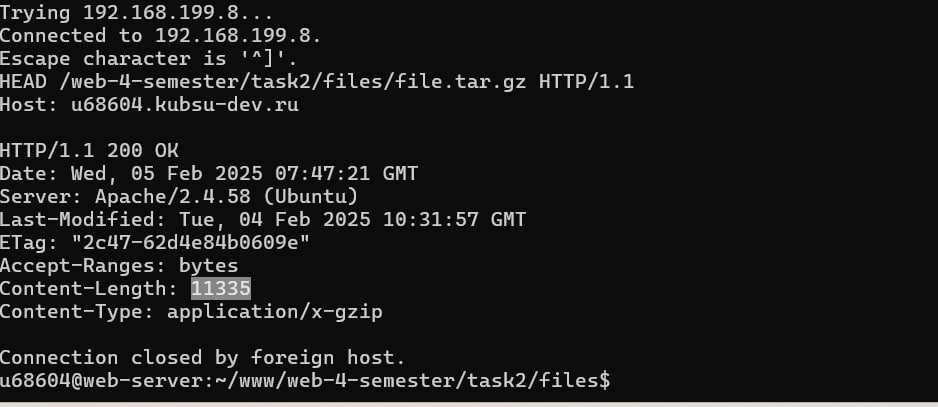 Trying 192.168.199.8...
Connected to 192.168.199.8.
Escape character is '^]'.
HEAD /web-4-semester/task2/files/file.tar.gz HTTP/1.1
Host: u68604.kubsu-dev.ru

HTTP/1.1 200 OK
Date: Wed, 05 Feb 2025 07:47:21 GMT
Server: Apache/2.4.58 (Ubuntu)
Last-Modified: Tue, 04 Feb 2025 10:31:57 GMT
ETag: "2c47-62d4e84b0609e"
Accept-Ranges: bytes
Content-Length: 11335
Content-Type: application/x-gzip

Connection closed by foreign host.
u68604@web-server:~/www/web-4-semester/task2/files$